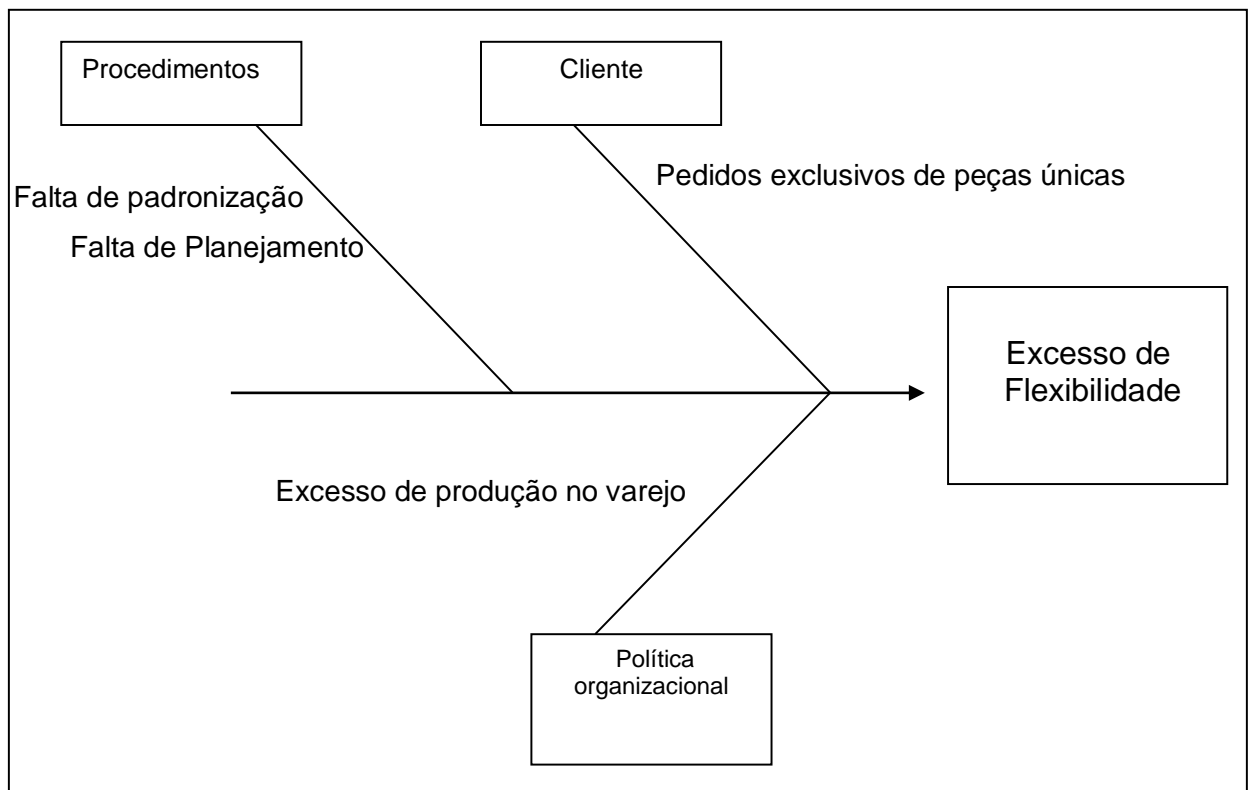 Procedimentos
Cliente
Pedidos exclusivos de peças únicas
Falta de padronização
Falta de Planejamento
Excesso de
Flexibilidade
Excesso de produção no varejo
Política
organizacional